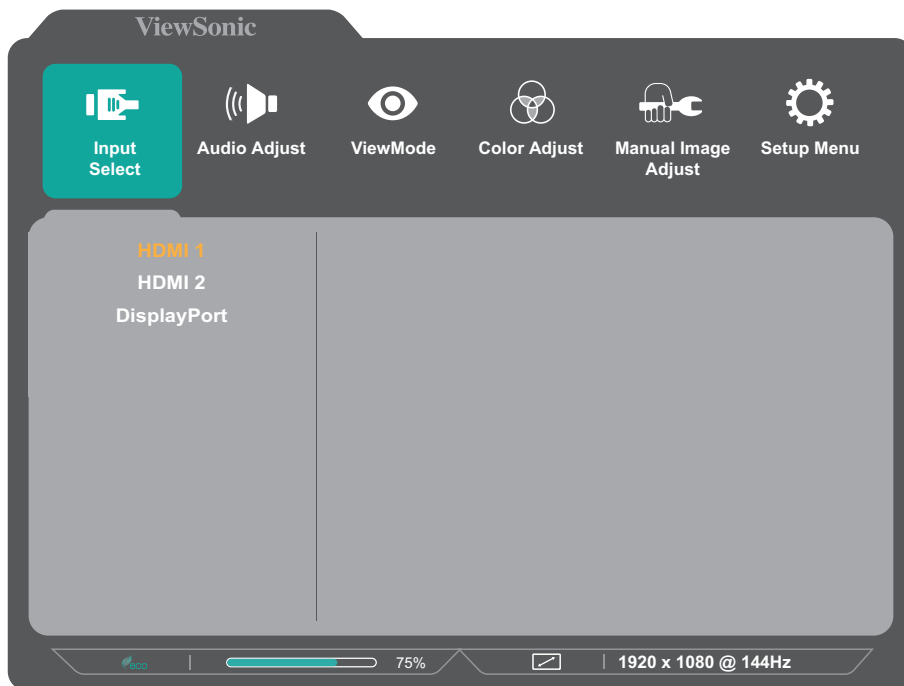 ViewSonic
Input Select
Audio Adjust
ViewMode
Color Adjust
Manual Image Adjust
Setup Menu
HDMI 1
HDMI 2
DisplayPort
eco
75%
1920 x 1080 @ 144Hz